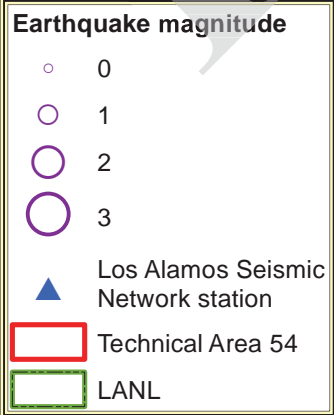 Earthquake magnitude
0
1
2
3
Los Alamos Seismic
Network station
Technical Area 54
LANL